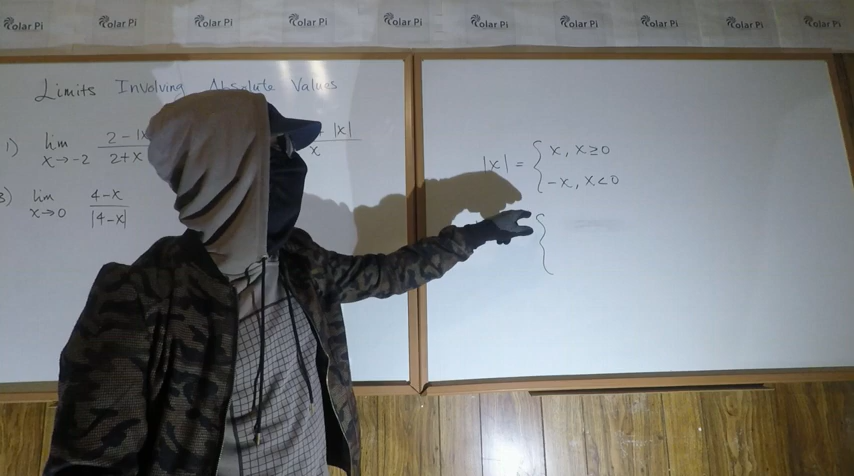 Colar Pi Colar Pi Colar Pi Colar Pi Colar Pi Colar Pi Colar Pi Colar Pi Colar Pi Colar Pi
Limits Involving Absolute Values
1) lim x→-2 2-|x / 2+x
|x| / x
3) lim x→0 4-x / |4-x|
|x| = { x, x≥0
-x, x<0
{